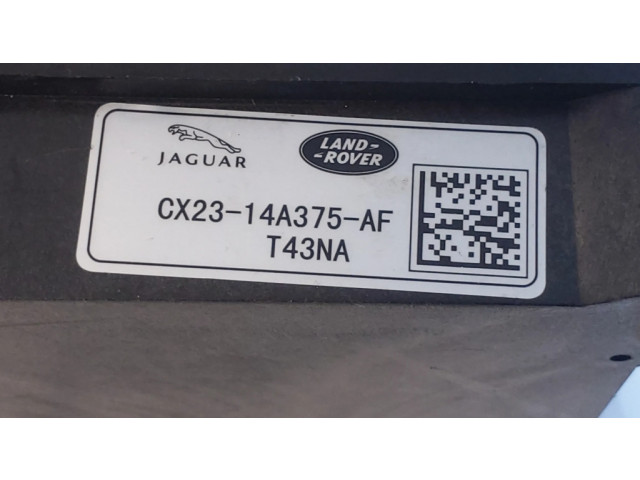 JAGUAR
LAND-
-ROVER
CX23-14A375-AF
T43NA